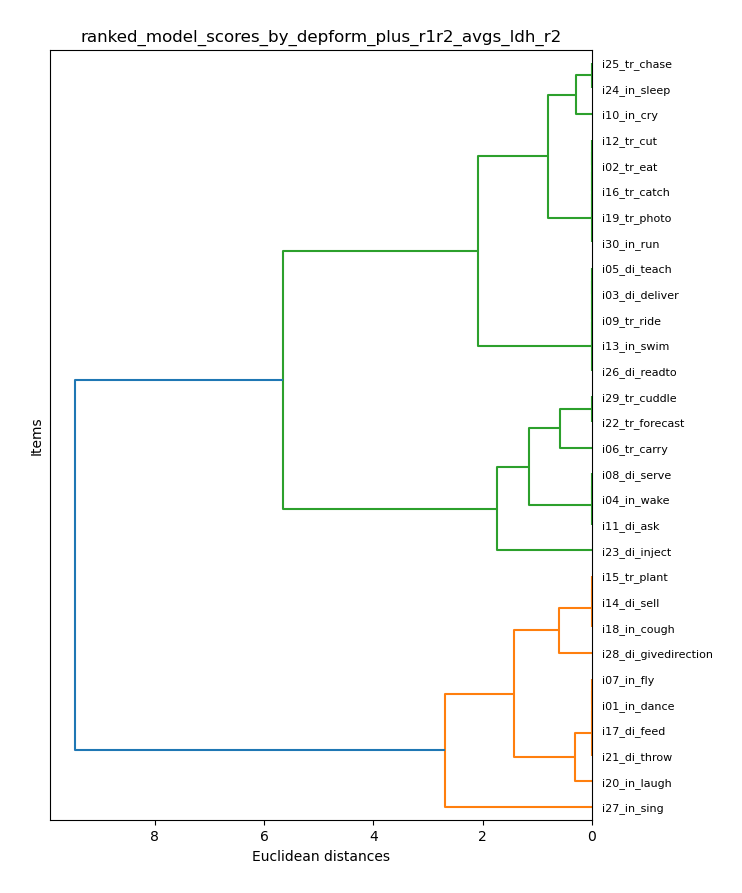 ranked_model_scores_by_depform_plus_r1r2_avgs_ldh_r2
i25_tr_chase
i24_in_sleep
i10_in_cry
i12_tr_cut
i02_tr_eat
i16_tr_catch
i19_tr_photo
i30_in_run
i05_di_teach
i03_di_deliver
i09_tr_ride
i13_in_swim
i26_di_readto
i29_tr_cuddle
i22_tr_forecast
i06_tr_carry
i08_di_serve
i04_in_wake
i11_di_ask
i23_di_inject
i15_tr_plant
i14_di_sell
i18_in_cough
i28_di_givedirection
i07_in_fly
i01_in_dance
i17_di_feed
i21_di_throw
i20_in_laugh
i27_in_sing
Items
8 6 4 2 0
Euclidean distances